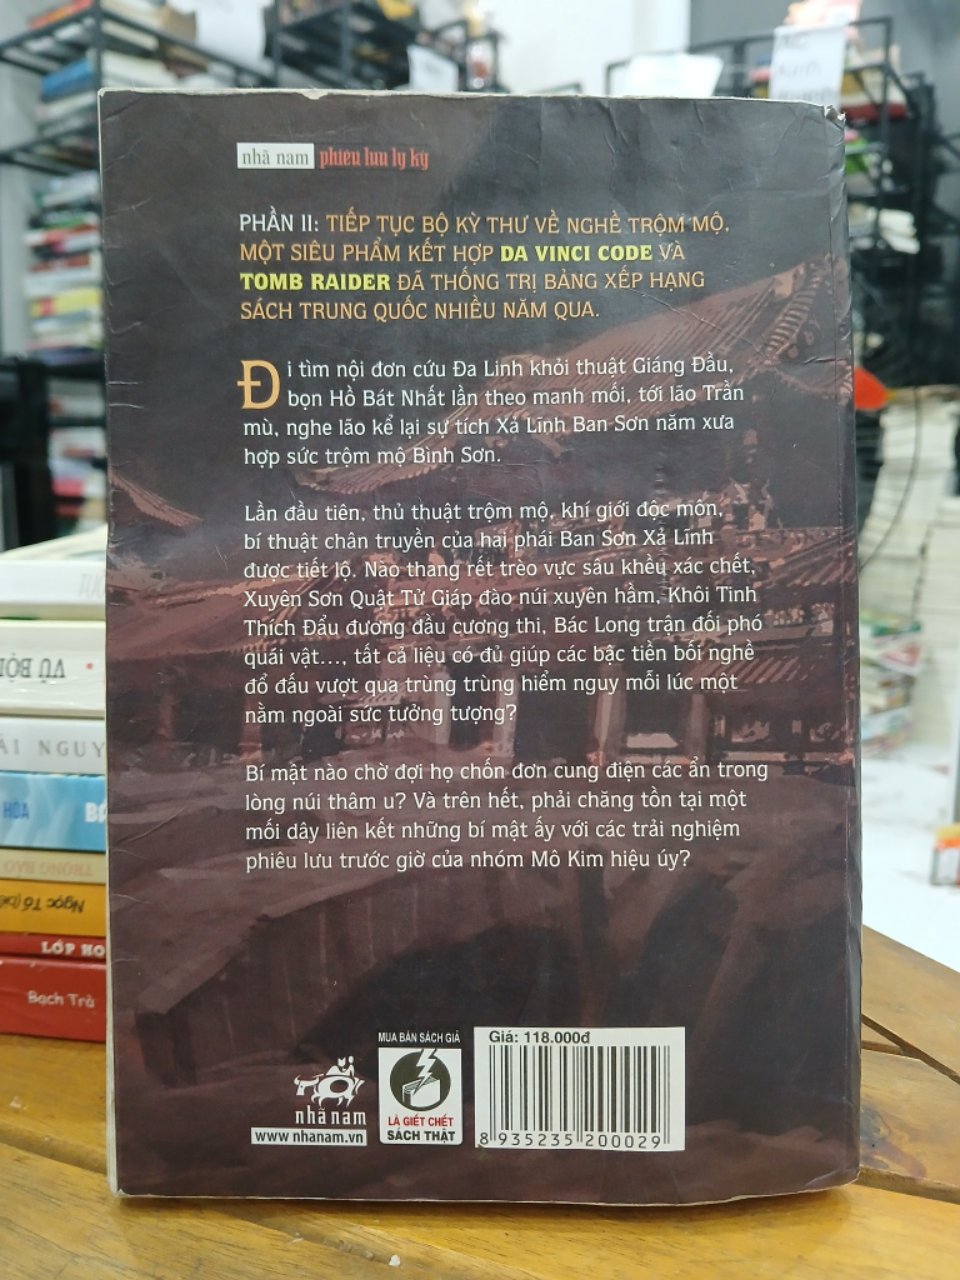 nhã nam phiêu lưu ly kỳ
PHẦN II: TIẾP TỤC BỘ KỲ THƯ VỀ NGHỀ TRỘM MỘ.
MỘT SIÊU PHẨM KẾT HỢP DA VINCI CODE VÀ
TOMB RAIDER ĐÃ THỐNG TRỊ BẢNG XẾP HẠNG
SÁCH TRUNG QUỐC NHIỀU NĂM QUA.
Đi tìm nội đơn cứu Đa Linh khỏi thuật Giáng Đầu,
bọn Hồ Bát Nhất lần theo manh mối, tới lão Trần
mù, nghe lão kể lại sự tích Xả Lĩnh Ban Sơn năm xưa
hợp sức trộm mộ Bình Sơn.
Lần đầu tiên, thủ thuật trộm mộ, khí giới độc môn,
bí thuật chân truyền của hai phái Ban Sơn Xả Lĩnh
được tiết lộ. Nào thang rết trèo vực sâu khều xác chết,
Xuyên Sơn Quật Tử Giáp đào núi xuyên hầm, Khôi Tinh
Thích Đẩu đương đầu cương thi, Bác Long trận đối phó
quái vật..., tất cả liệu có đủ giúp các bậc tiền bối nghề
đổ đấu vượt qua trùng trùng hiểm nguy mỗi lúc một
nằm ngoài sức tưởng tượng?
Bí mật nào chờ đợi họ chốn đơn cung điện các ẩn trong
lòng núi thâm u? Và trên hết, phải chăng tồn tại một
mối dây liên kết những bí mật ấy với các trải nghiệm
phiêu lưu trước giờ của nhóm Mô Kim hiệu úy?
MUA BÁN SÁCH GIẢ
LÀ GIẾT CHẾT
SÁCH THẬT
Giá: 118.000đ
8 935235 200029
nhã nam
www.nhanam.vn
VŨ BỘI
ÀI NGUY
HÓA BẠ
TRONG BÁO
Ngọc Tố
LỚP HO
Bạch Trà